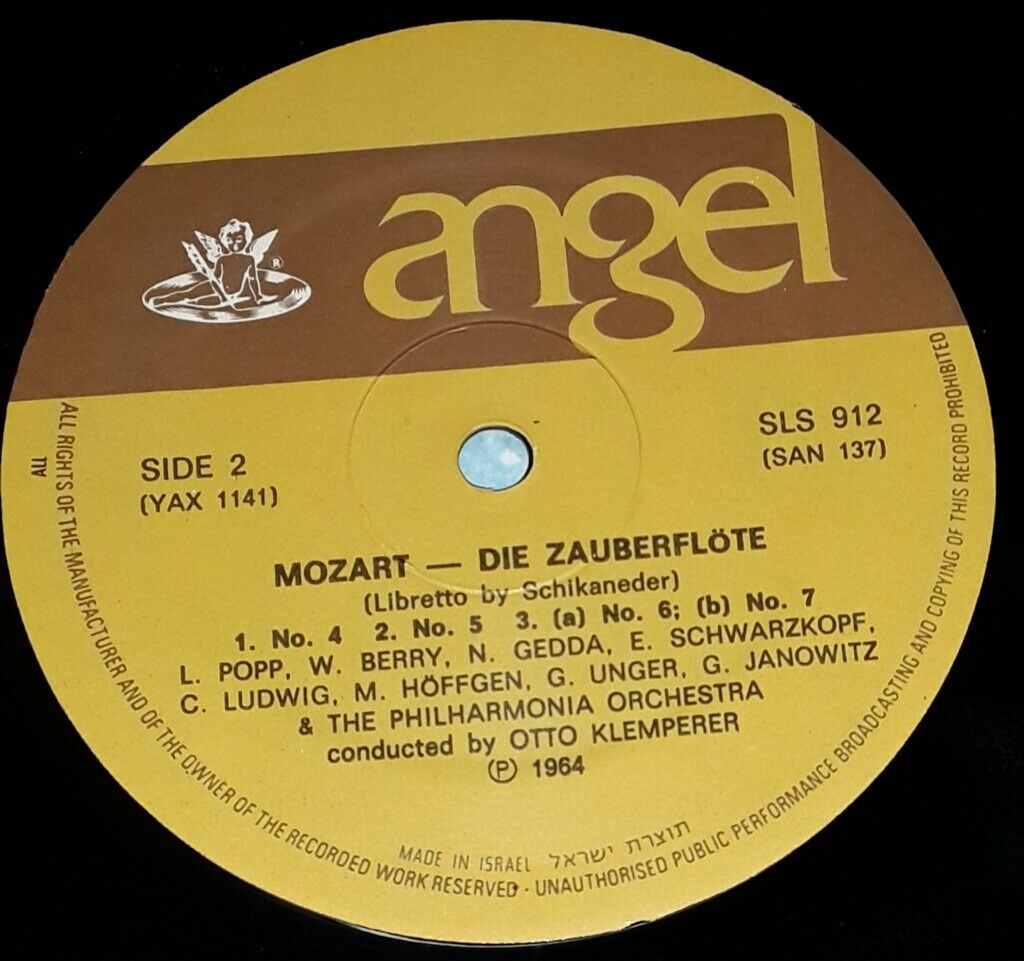 angel
®
SIDE 2
(YAX 1141)
SLS 912
(SAN 137)
MOZART — DIE ZAUBERFLÖTE
(Libretto by Schikaneder)
1. No. 4 2. No. 5 3. (a) No. 6; (b) No. 7
L. POPP, W. BERRY, N. GEDDA, E. SCHWARZKOPF,
C. LUDWIG, M. HÖFFGEN, G. UNGER, G. JANOWITZ
& THE PHILHARMONIA ORCHESTRA
conducted by OTTO KLEMPERER
Ⓟ 1964
MADE IN ISRAEL תוצרת ישראל
ALL RIGHTS OF THE MANUFACTURER AND OF THE OWNER OF THE RECORDED WORK RESERVED · UNAUTHORISED PUBLIC PERFORMANCE BROADCASTING AND COPYING OF THIS RECORD PROHIBITED